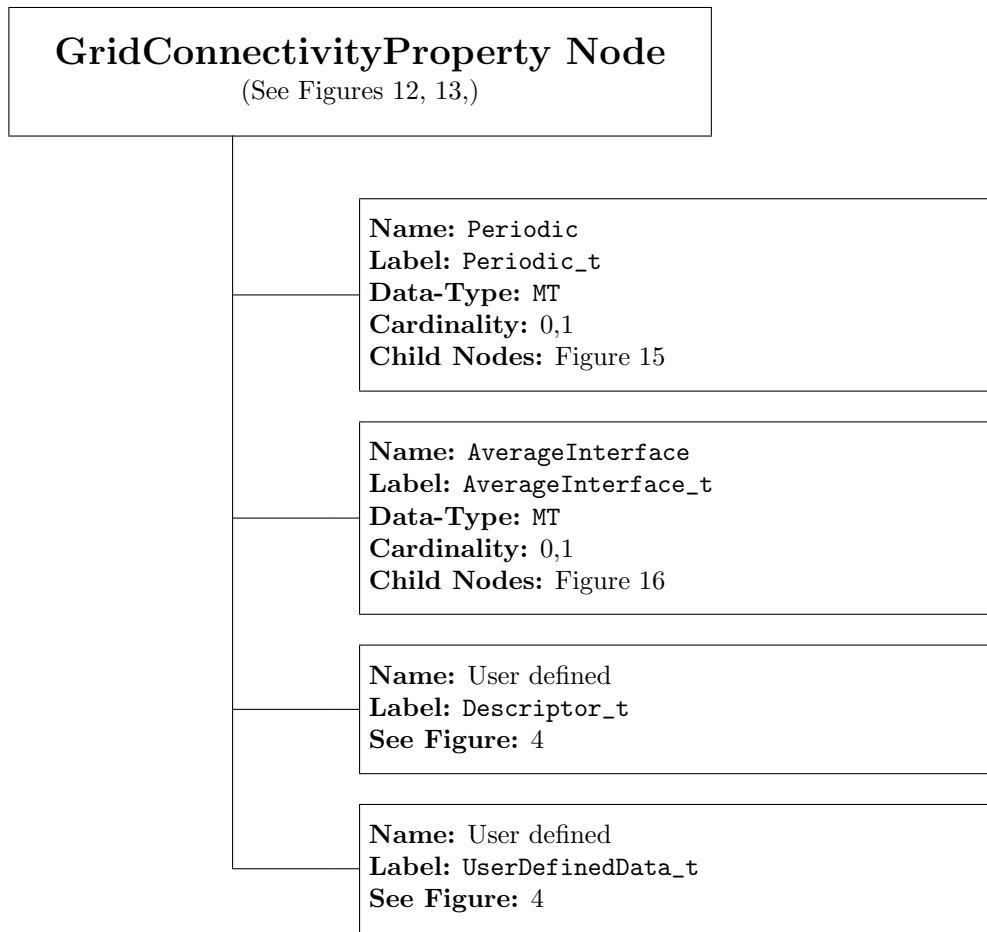 GridConnectivityProperty Node
(See Figures 12, 13,)
Name: Periodic
Label: Periodic_t
Data-Type: MT
Cardinality: 0,1
Child Nodes: Figure 15
Name: AverageInterface
Label: AverageInterface_t
Data-Type: MT
Cardinality: 0,1
Child Nodes: Figure 16
Name: User defined
Label: Descriptor_t
See Figure: 4
Name: User defined
Label: UserDefinedData_t
See Figure: 4